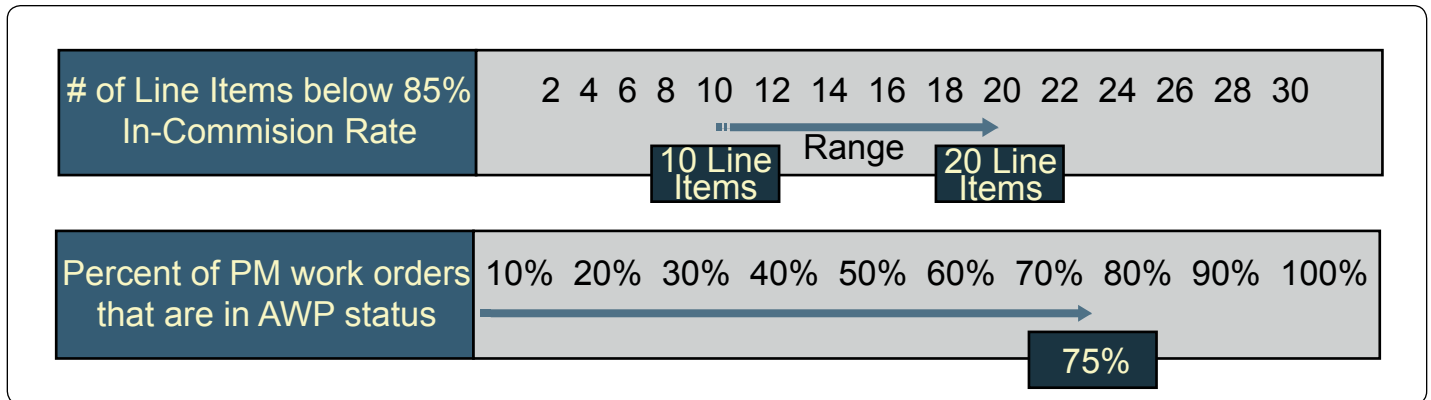 # of Line Items below 85%
In-Commision Rate
2 4 6 8 10 12 14 16 18 20 22 24 26 28 30
Range
10 Line
Items
20 Line
Items
Percent of PM work orders
that are in AWP status
10% 20% 30% 40% 50% 60% 70% 80% 90% 100%
75%